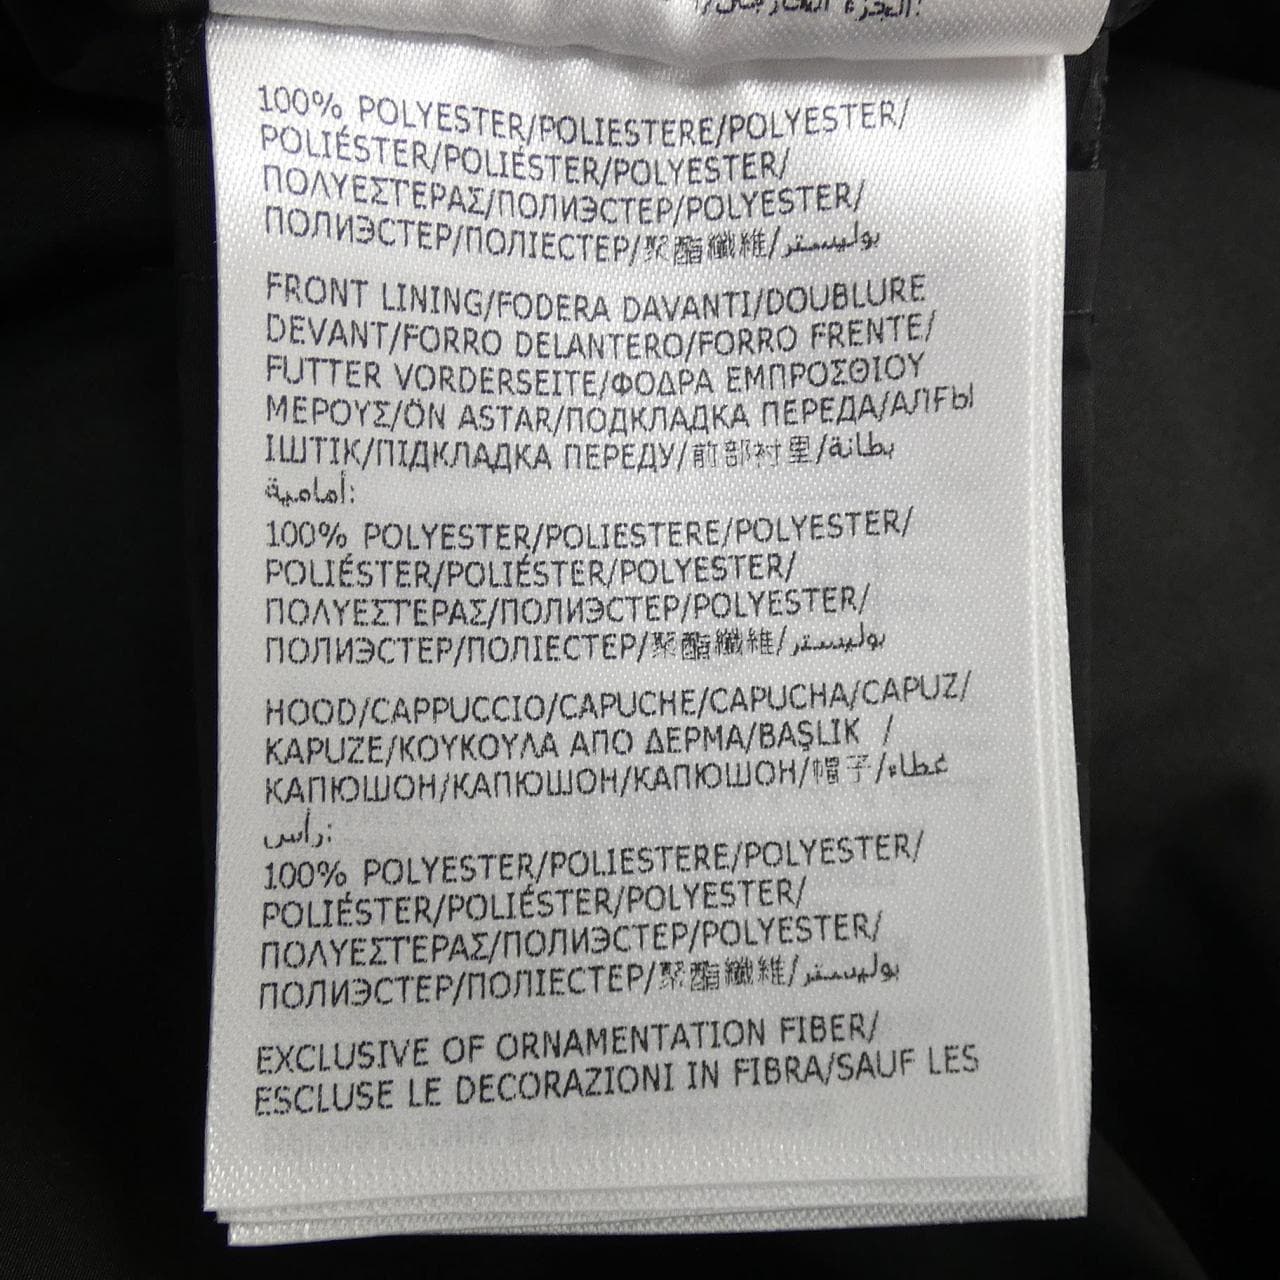 الجزء الخارجي:
100% POLYESTER/POLIESTERE/POLYESTER/
POLIÉSTER/POLIÉSTER/POLYESTER/
ΠΟΛΥΕΣΤΕΡΑΣ/ПОЛИЭСТЕР/POLYESTER/
ПОЛИЭСТЕР/ПОЛІЕСТЕР/聚酯纖維/بوليستر
FRONT LINING/FODERA DAVANTI/DOUBLURE
DEVANT/FORRO DELANTERO/FORRO FRENTE/
FUTTER VORDERSEITE/ΦΟΔΡΑ ΕΜΠΡΟΣΘΙΟΥ
ΜΕΡΟΥΣ/ÖN ASTAR/ПОДКЛАДКА ПЕРЕДА/АЛҒЫ
ІШТІК/ПІДКЛАДКА ПЕРЕДУ/前部衬里/بطانة
أمامية:
100% POLYESTER/POLIESTERE/POLYESTER/
POLIÉSTER/POLIÉSTER/POLYESTER/
ΠΟΛΥΕΣΤΕΡΑΣ/ПОЛИЭСТЕР/POLYESTER/
ПОЛИЭСТЕР/ПОЛІЕСТЕР/聚酯纖維/بوليستر
HOOD/CAPPUCCIO/CAPUCHE/CAPUCHA/CAPUZ/
KAPUZE/ΚΟΥΚΟΥΛΑ ΑΠΟ ΔΕΡΜΑ/BAŞLIK /
КАПЮШОН/КАПЮШОН/КАПЮШОН/帽子/غطاء
رأس:
100% POLYESTER/POLIESTERE/POLYESTER/
POLIÉSTER/POLIÉSTER/POLYESTER/
ΠΟΛΥΕΣΤΕΡΑΣ/ПОЛИЭСТЕР/POLYESTER/
ПОЛИЭСТЕР/ПОЛІЕСТЕР/聚酯纖維/بوليستر
EXCLUSIVE OF ORNAMENTATION FIBER/
ESCLUSE LE DECORAZIONI IN FIBRA/SAUF LES